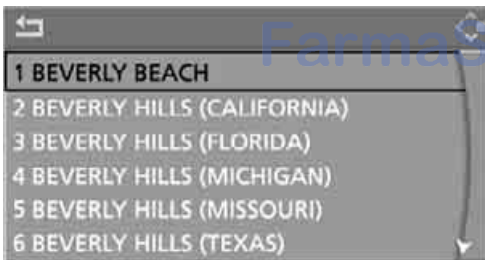 FarmaS
1 BEVERLY BEACH
2 BEVERLY HILLS (CALIFORNIA)
3 BEVERLY HILLS (FLORIDA)
4 BEVERLY HILLS (MICHIGAN)
5 BEVERLY HILLS (MISSOURI)
6 BEVERLY HILLS (TEXAS)